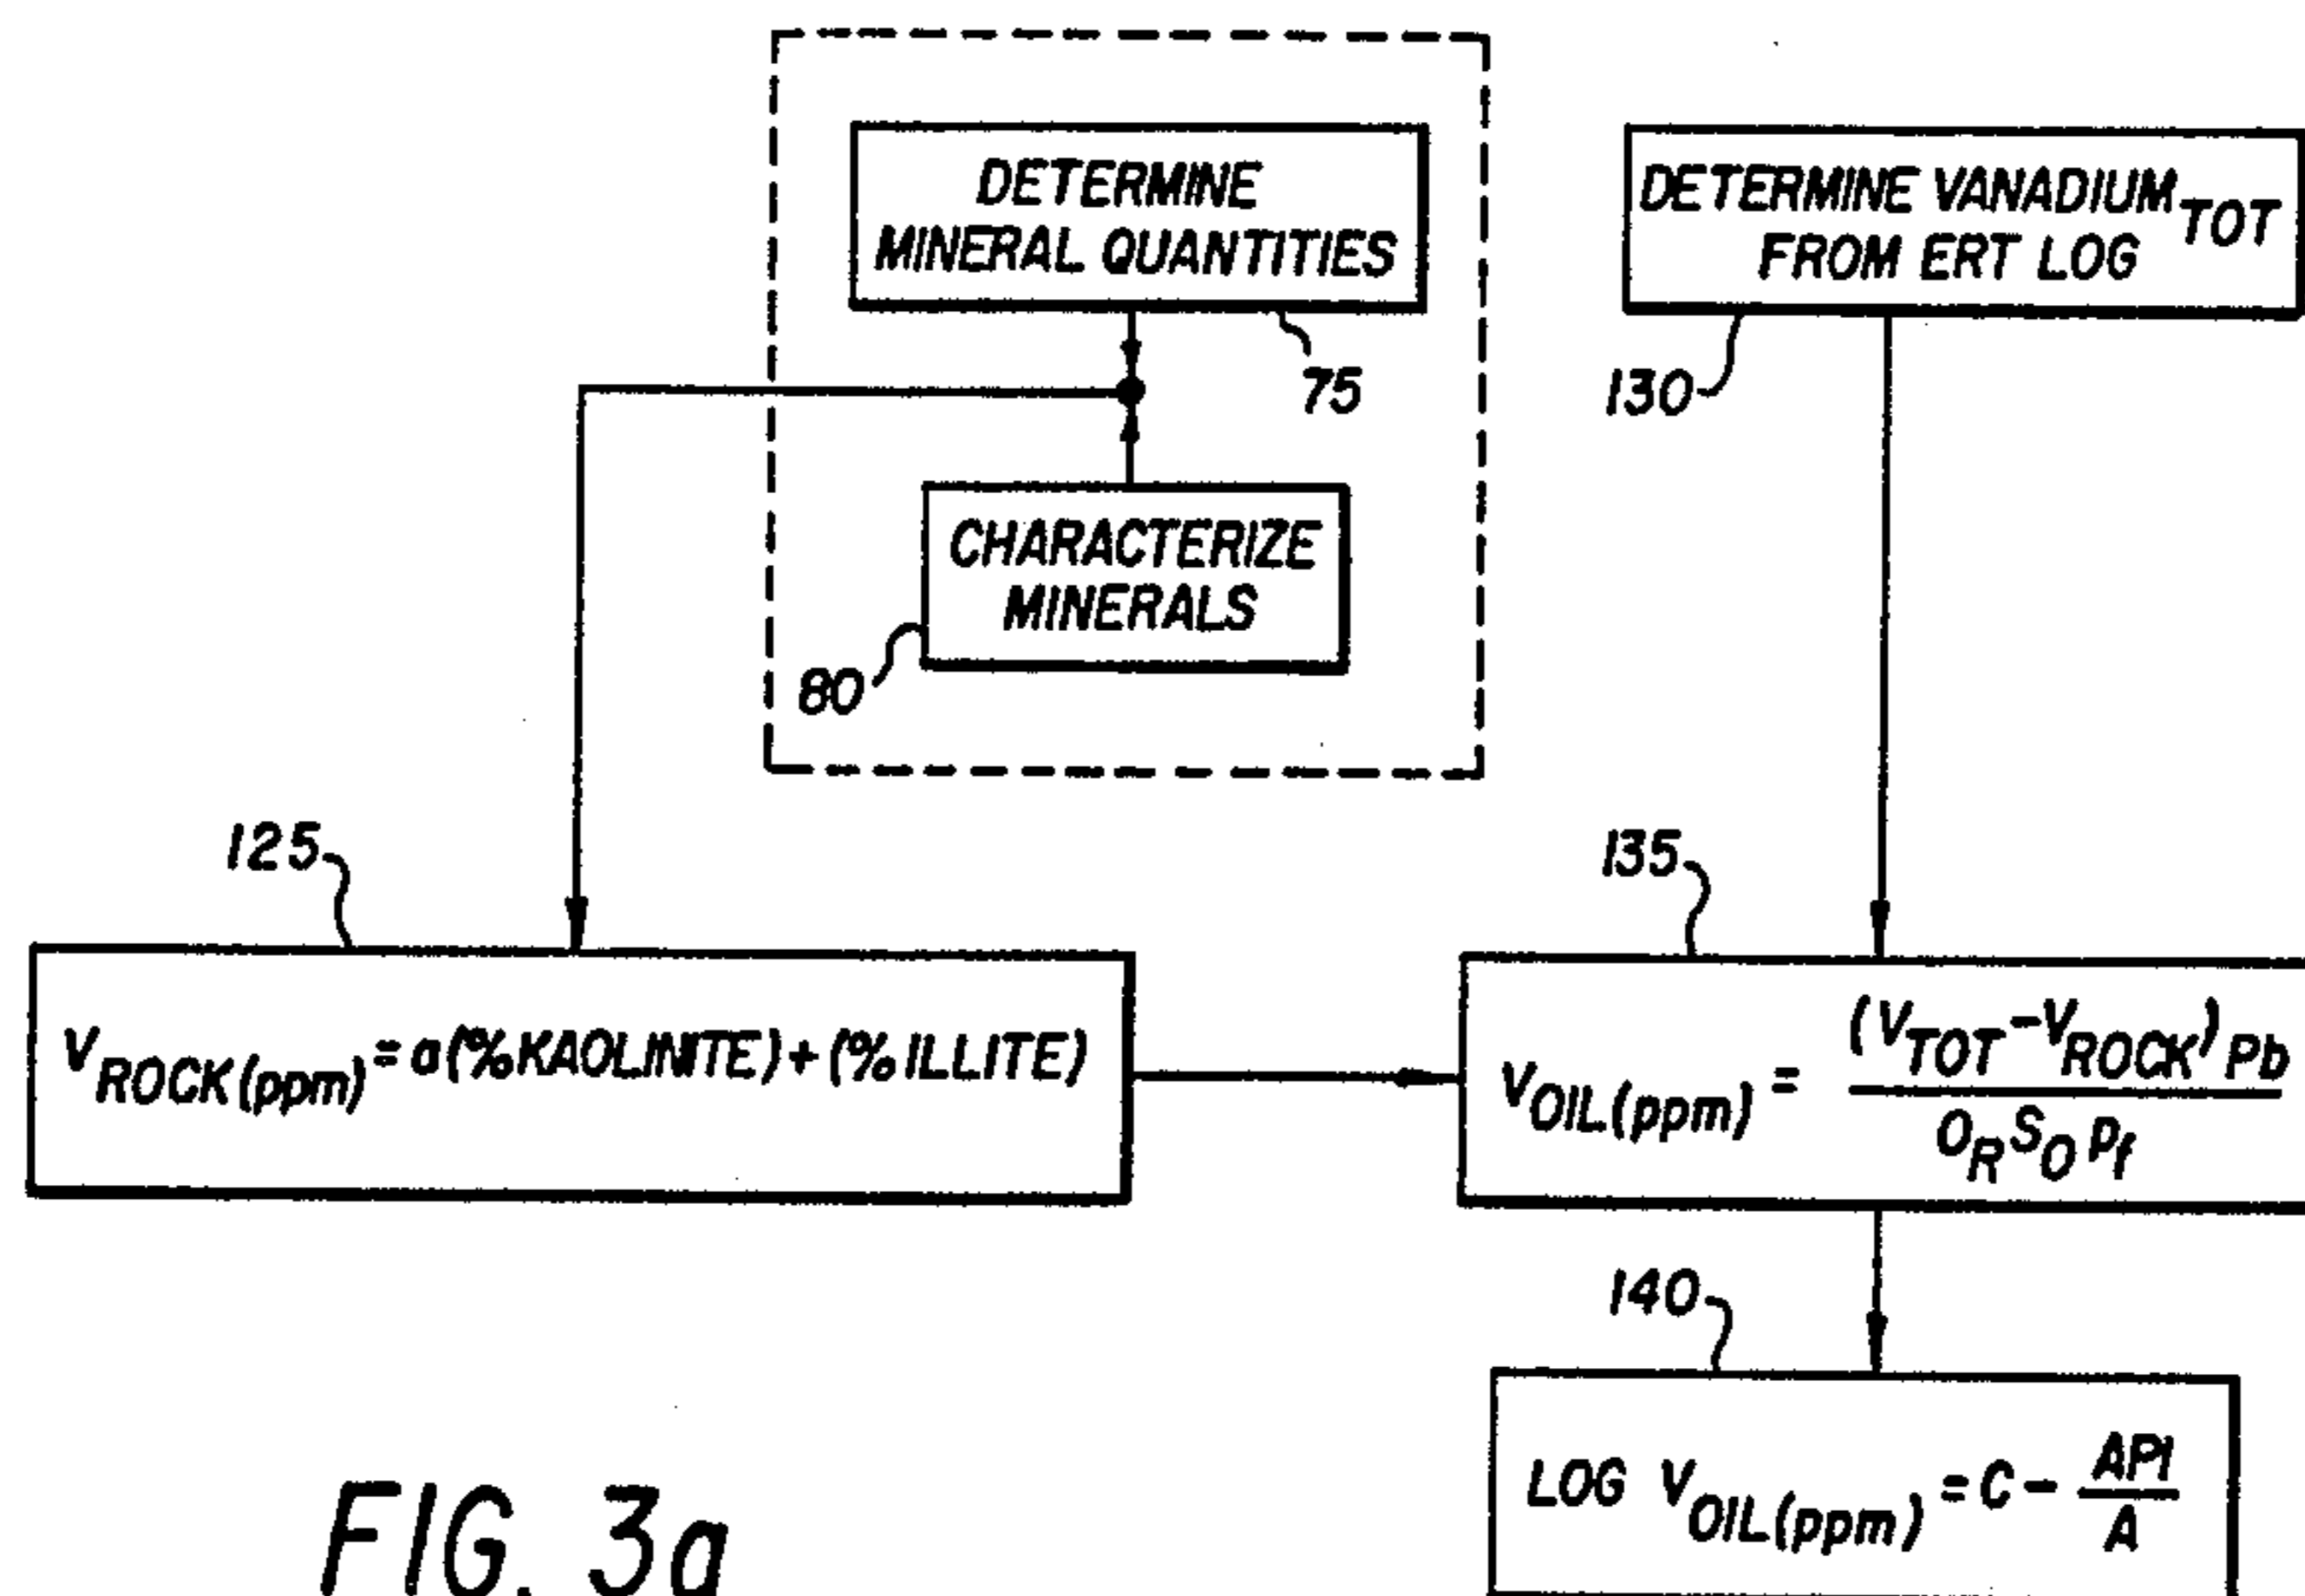 DETERMINE
MINERAL QUANTITIES
75
CHARACTERIZE
MINERALS
80
DETERMINE VANADIUM TOT
FROM ERT LOG
130
125
V ROCK(ppm) = a(%KAOLINITE)+(%ILLITE)
135
V OIL(ppm) = (V TOT - V ROCK) Pb
O R S O P f
140
LOG V OIL(ppm) = C - API
A
FIG. 3a